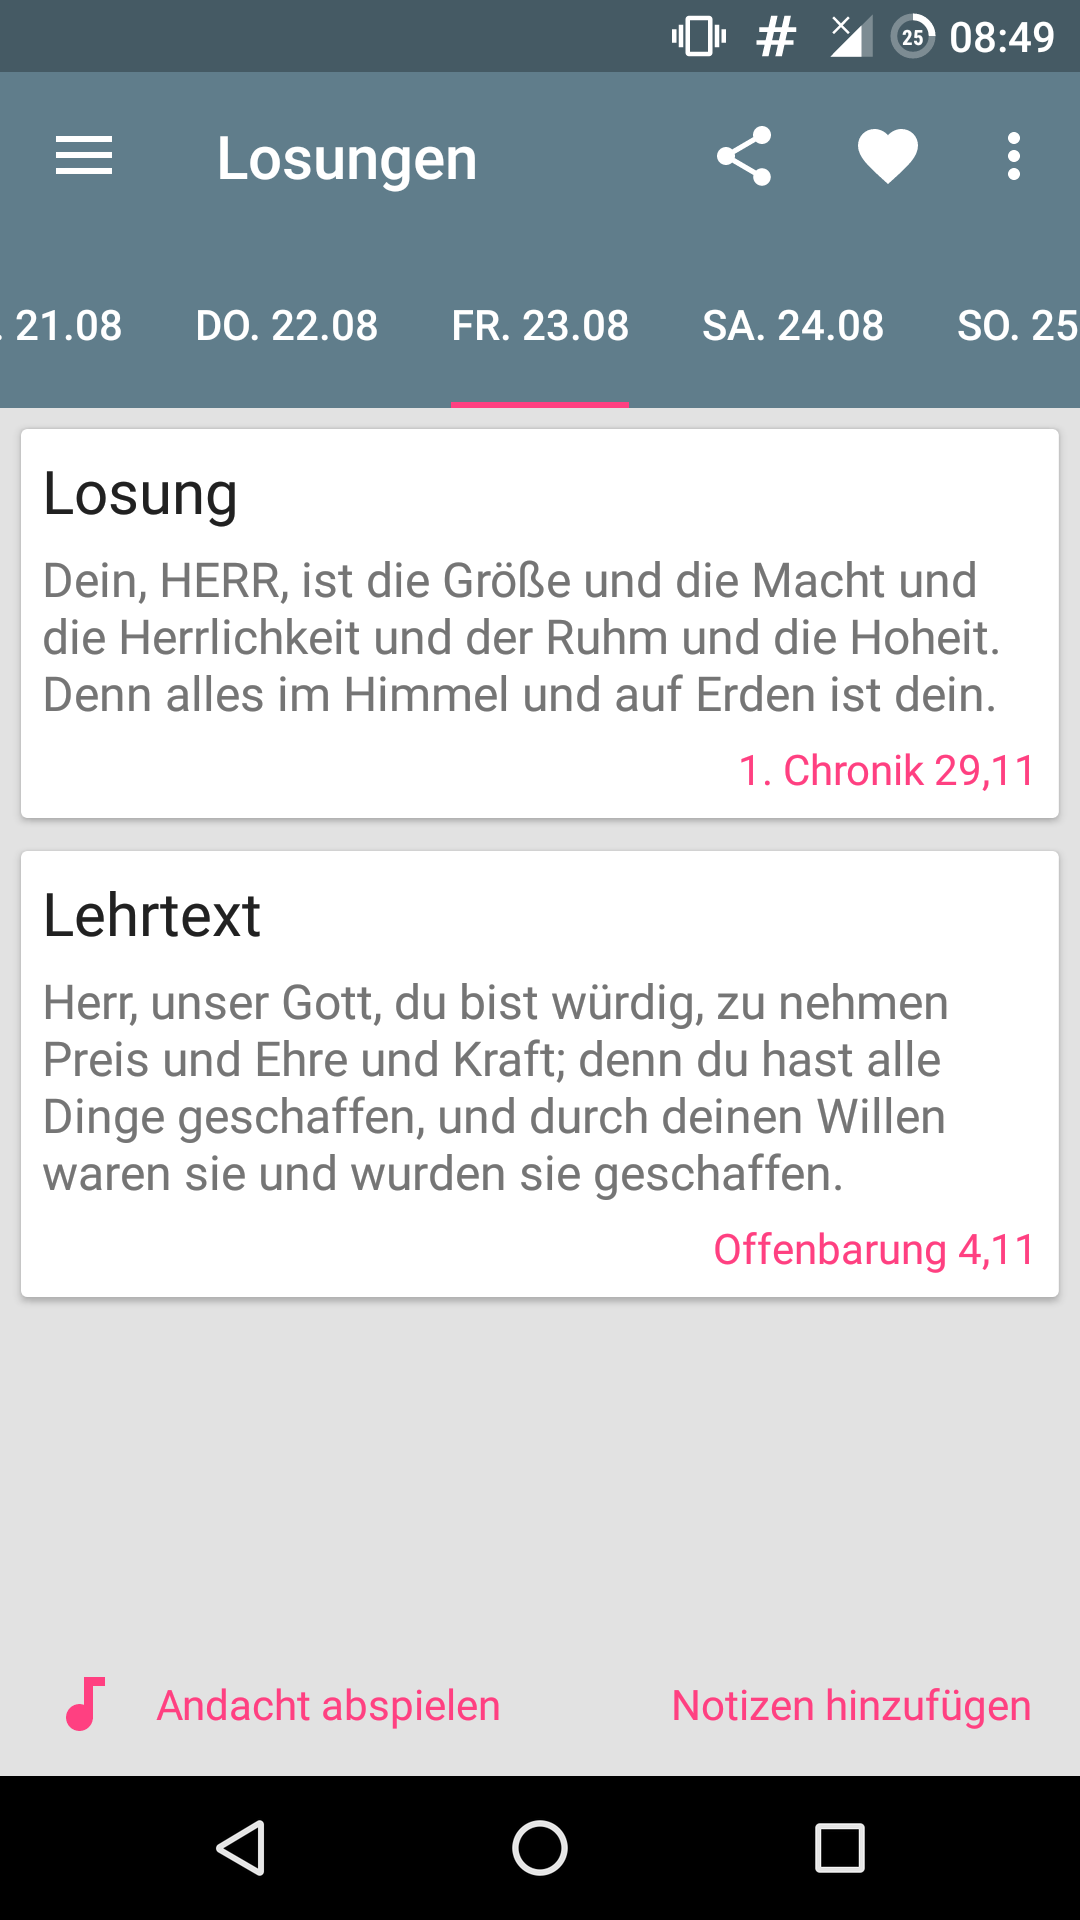 # 25 08:49
Losungen
. 21.08 DO. 22.08 FR. 23.08 SA. 24.08 SO. 25
Losung
Dein, HERR, ist die Größe und die Macht und
die Herrlichkeit und der Ruhm und die Hoheit.
Denn alles im Himmel und auf Erden ist dein.
1. Chronik 29,11
Lehrtext
Herr, unser Gott, du bist würdig, zu nehmen
Preis und Ehre und Kraft; denn du hast alle
Dinge geschaffen, und durch deinen Willen
waren sie und wurden sie geschaffen.
Offenbarung 4,11
Andacht abspielen Notizen hinzufügen